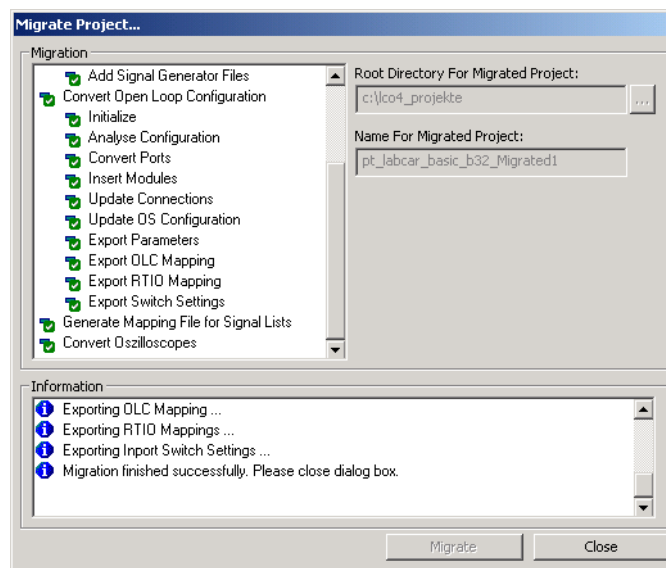 Migrate Project...
Migration
Add Signal Generator Files
Convert Open Loop Configuration
Initialize
Analyse Configuration
Convert Ports
Insert Modules
Update Connections
Update OS Configuration
Export Parameters
Export OLC Mapping
Export RTIO Mapping
Export Switch Settings
Generate Mapping File for Signal Lists
Convert Oszilloscopes
Root Directory For Migrated Project:
c:\lco4_projekte
...
Name For Migrated Project:
pt_labcar_basic_b32_Migrated1
Information
Exporting OLC Mapping ...
Exporting RTIO Mappings ...
Exporting Inport Switch Settings ...
Migration finished successfully. Please close dialog box.
Migrate
Close